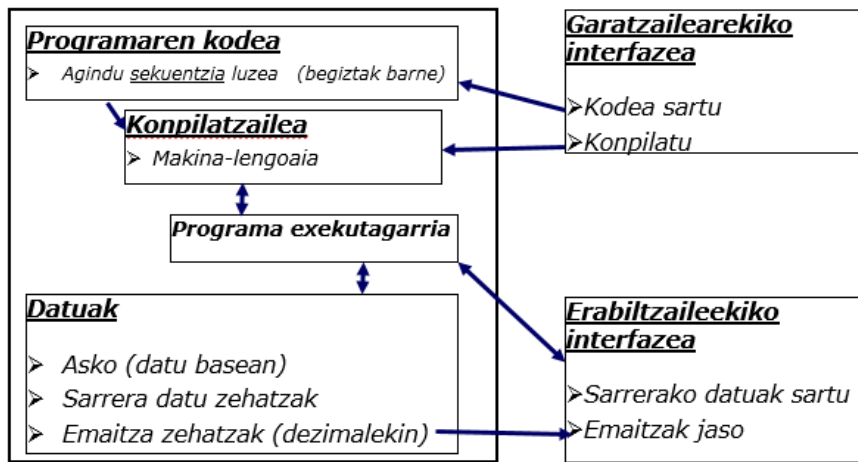 Programaren kodea
➢ Agindu sekuentzia luzea (begiztak barne)
Konpilatzailea
➢ Makina-lengoaia
Programa exekutagarria
Datuak
➢ Asko (datu basean)
➢ Sarrera datu zehatzak
➢ Emaitza zehatzak (dezimalekin)
Garatzailearekiko
interfazea
➢Kodea sartu
➢Konpilatu
Erabiltzaileekiko
interfazea
➢Sarrerako datuak sartu
➢Emaitzak jaso